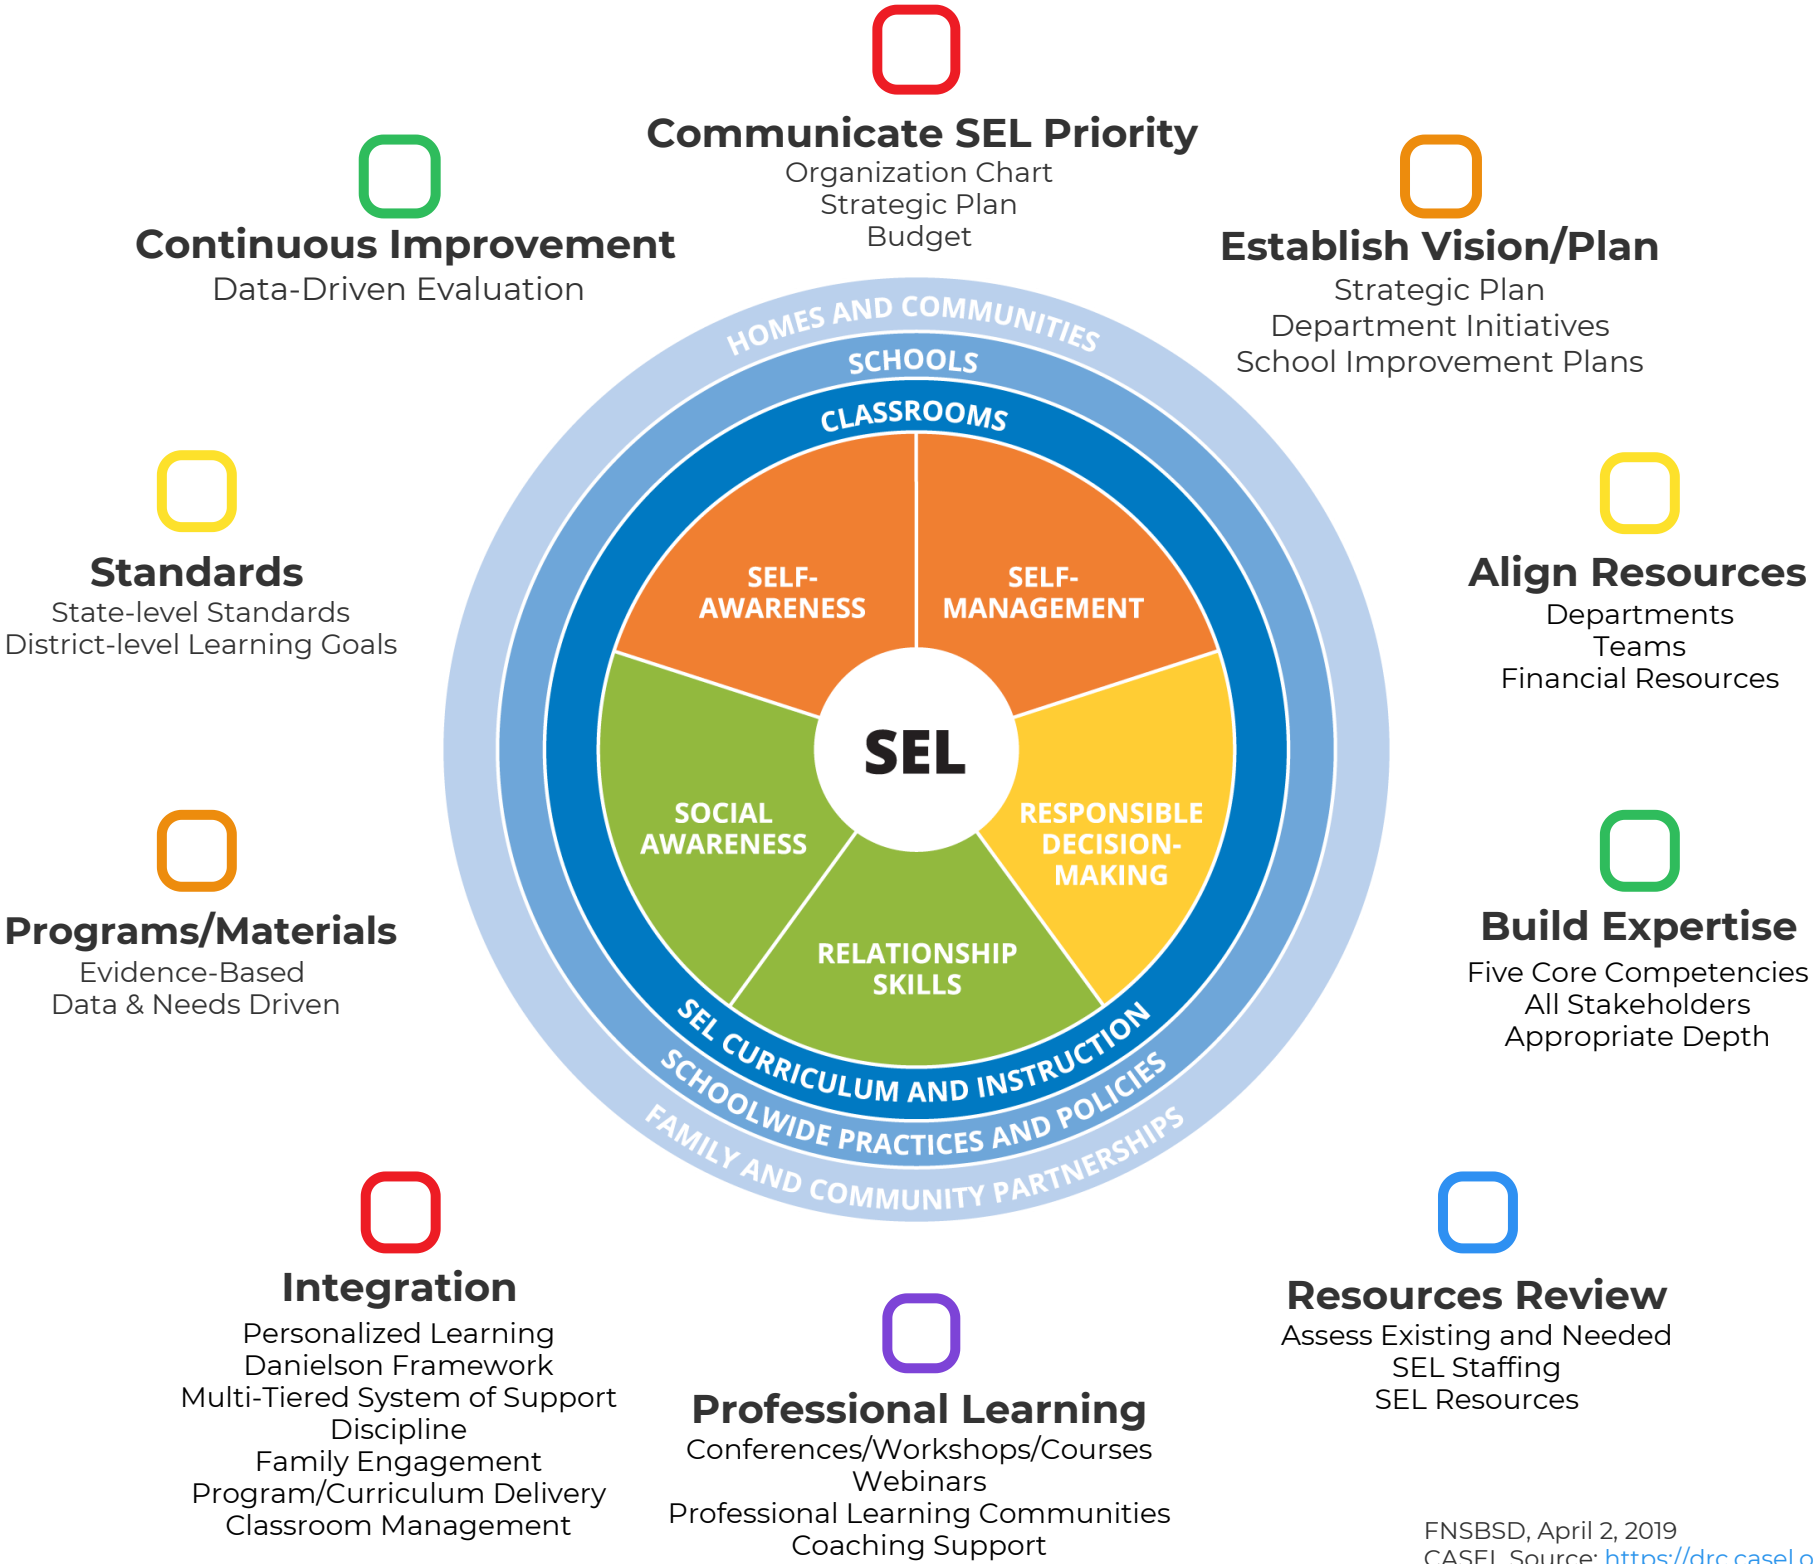 Communicate SEL Priority
Organization Chart
Strategic Plan
Budget
Continuous Improvement
Data-Driven Evaluation
Establish Vision/Plan
Strategic Plan
Department Initiatives
School Improvement Plans
HOMES AND COMMUNITIES
SCHOOLS
CLASSROOMS
SELF-
AWARENESS
SELF-
MANAGEMENT
SEL
SOCIAL
AWARENESS
RESPONSIBLE
DECISION-
MAKING
RELATIONSHIP
SKILLS
SEL CURRICULUM AND INSTRUCTION
SCHOOLWIDE PRACTICES AND POLICIES
FAMILY AND COMMUNITY PARTNERSHIPS
Standards
State-level Standards
District-level Learning Goals
Align Resources
Departments
Teams
Financial Resources
Programs/Materials
Evidence-Based
Data & Needs Driven
Build Expertise
Five Core Competencies
All Stakeholders
Appropriate Depth
Integration
Personalized Learning
Danielson Framework
Multi-Tiered System of Support
Discipline
Family Engagement
Program/Curriculum Delivery
Classroom Management
Professional Learning
Conferences/Workshops/Courses
Webinars
Professional Learning Communities
Coaching Support
Resources Review
Assess Existing and Needed
SEL Staffing
SEL Resources
FNSBSD, April 2, 2019
CASEL Source: https://drc.casel.o